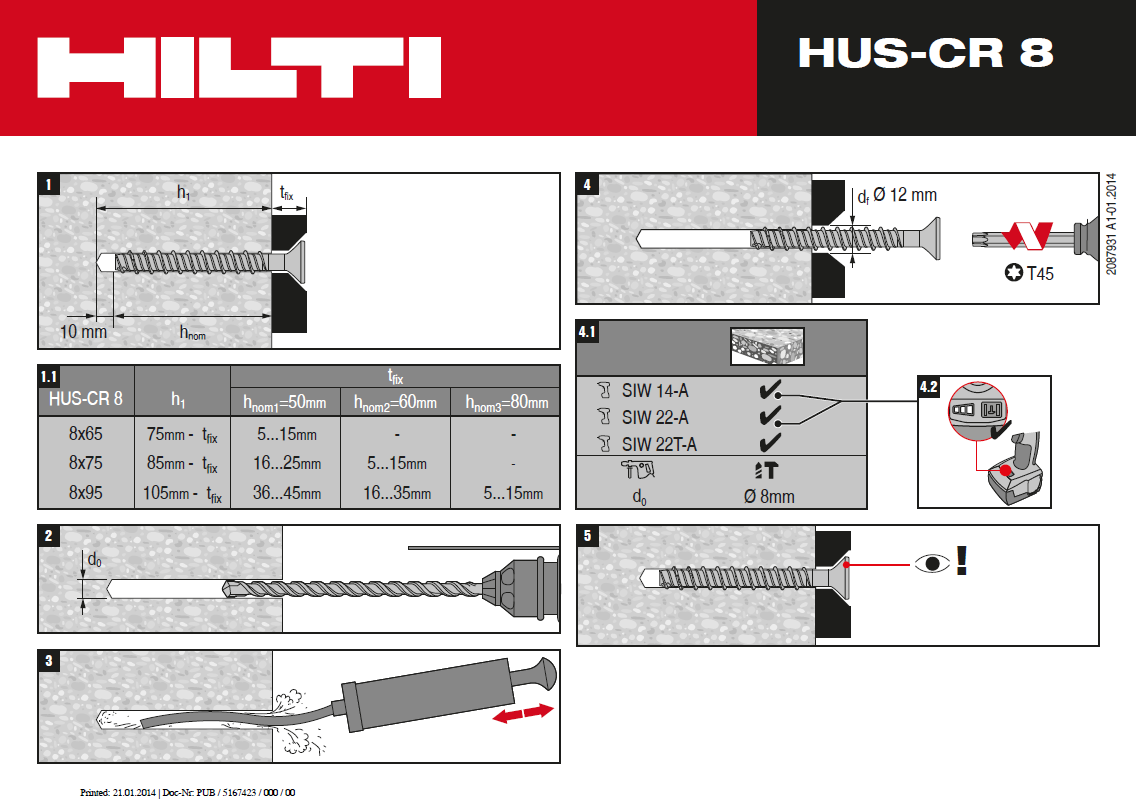 HILTI
HUS-CR 8
1
h1
tfix
10 mm
hnom
1.1
tfix
HUS-CR 8 h1 hnom1=50mm hnom2=60mm hnom3=80mm
8x65 75mm - tfix 5...15mm - -
8x75 85mm - tfix 16...25mm 5...15mm -
8x95 105mm - tfix 36...45mm 16...35mm 5...15mm
2
d0
3
4
df Ø 12 mm
T45
2087931 A1-01.2014
4.1
SIW 14-A ✔
SIW 22-A ✔
SIW 22T-A ✔
d0 Ø 8mm
4.2
5
!
Printed: 21.01.2014 | Doc-Nr: PUB / 5167423 / 000 / 00